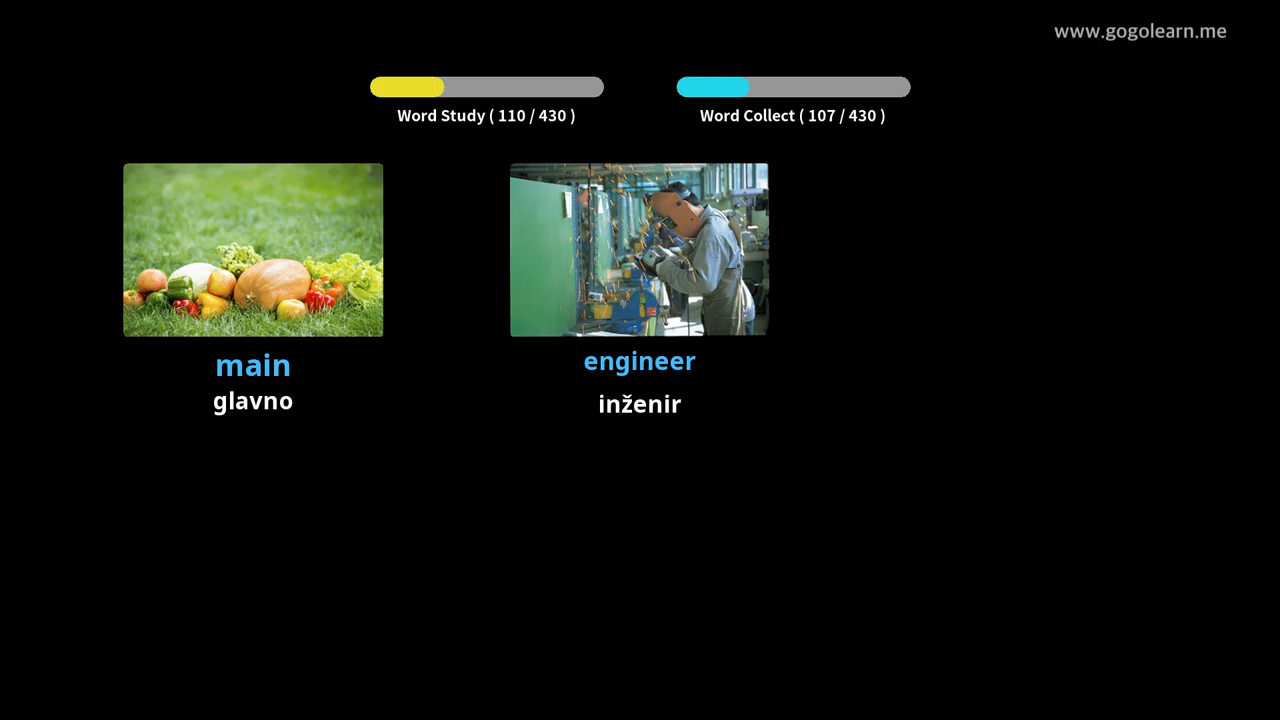 www.gogolearn.me
Word Study ( 110 / 430 )
Word Collect ( 107 / 430 )
main
glavno
engineer
inženir